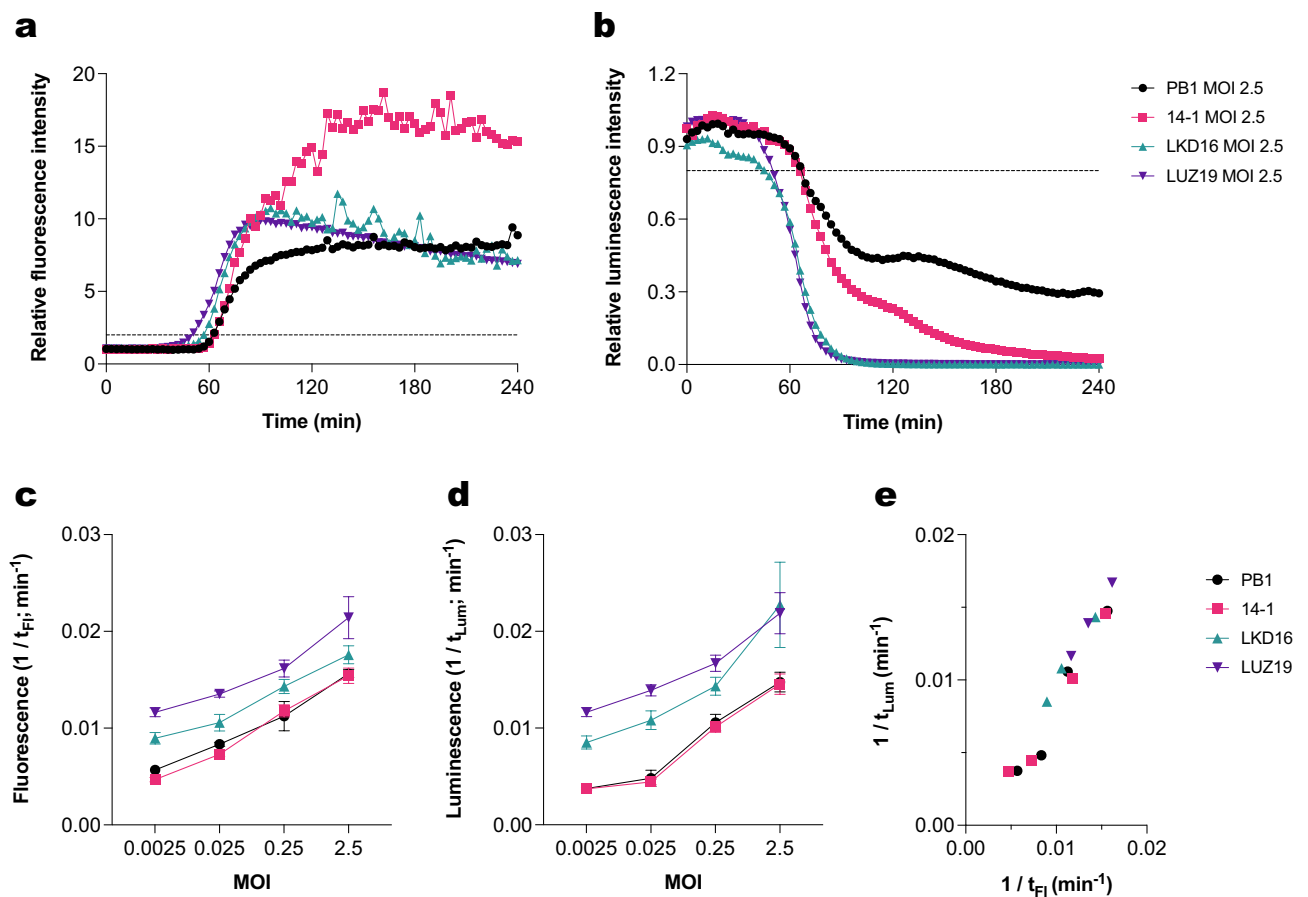 a
b
20
15
10
5
0
0
60
120
180
240
Relative fluorescence intensity
Time (min)
1.2
0.9
0.6
0.3
0.0
0
60
120
180
240
Relative luminescence intensity
Time (min)
PB1 MOI 2.5
14-1 MOI 2.5
LKD16 MOI 2.5
LUZ19 MOI 2.5
c
d
e
0.03
0.02
0.01
0.00
0.0025
0.025
0.25
2.5
Fluorescence (1 / tFl; min-1)
MOI
0.03
0.02
0.01
0.00
0.0025
0.025
0.25
2.5
Luminescence (1 / tLum; min-1)
MOI
0.02
0.01
0.00
0.00
0.01
0.02
1 / tLum (min-1)
1 / tFl (min-1)
PB1
14-1
LKD16
LUZ19